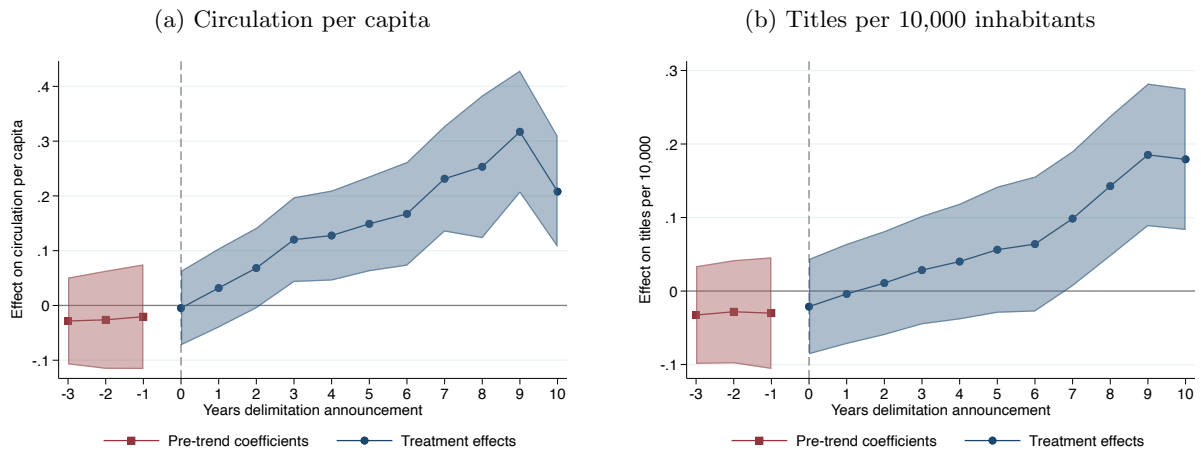 (a) Circulation per capita
Effect on circulation per capita
.4
.3
.2
.1
0
-.1
-3 -2 -1 0 1 2 3 4 5 6 7 8 9 10
Years delimitation announcement
Pre-trend coefficients Treatment effects
(b) Titles per 10,000 inhabitants
Effect on titles per 10,000
.3
.2
.1
0
-.1
-3 -2 -1 0 1 2 3 4 5 6 7 8 9 10
Years delimitation announcement
Pre-trend coefficients Treatment effects